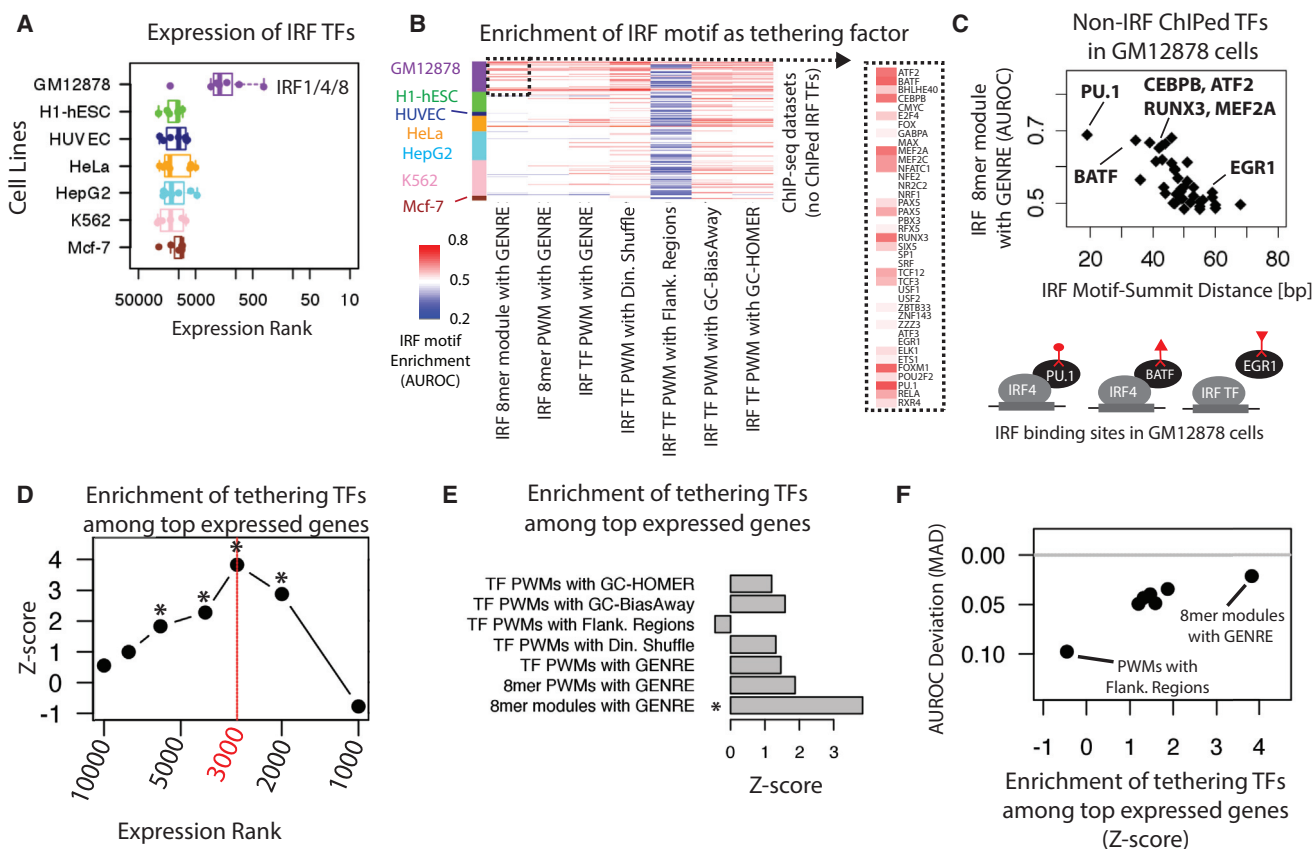 A
Expression of IRF TFs
Cell Lines
GM12878
H1-hESC
HUVEC
HeLa
HepG2
K562
Mcf-7
IRF1/4/8
50000
5000
500
50
10
Expression Rank
B
Enrichment of IRF motif as tethering factor
GM12878
H1-hESC
HUVEC
HeLa
HepG2
K562
Mcf-7
0.8
0.5
0.2
IRF motif
Enrichment
(AUROC)
IRF 8mer module with GENRE
IRF 8mer PWM with GENRE
IRF TF PWM with GENRE
IRF TF PWM with Din. Shuffle
IRF TF PWM with Flank. Regions
IRF TF PWM with GC-BiasAway
IRF TF PWM with GC-HOMER
ChIP-seq datasets
(no ChIPed IRF TFs)
ATF2
BATF
BHLHE40
CEBPB
CMYC
E2F4
FOX
GABPA
MAX
MEF2A
MEF2C
NFATC1
NFE2
NR2C2
NRF1
PAX5
PAX5
PBX3
RFX5
RUNX3
SIX5
SP1
SRF
TCF12
TCF3
USF1
USF2
ZBTB33
ZNF143
ZZZ3
ATF3
EGR1
ELK1
ETS1
FOXM1
POU2F2
PU.1
RELA
RXR4
C
Non-IRF ChIPed TFs
in GM12878 cells
IRF 8mer module
with GENRE (AUROC)
0.7
0.5
PU.1
CEBPB, ATF2
RUNX3, MEF2A
BATF
EGR1
20
40
60
80
IRF Motif-Summit Distance [bp]
IRF4
PU.1
IRF4
BATF
IRF TF
EGR1
IRF binding sites in GM12878 cells
D
Enrichment of tethering TFs
among top expressed genes
Z-score
4
3
2
1
0
-1
*
*
*
*
10000
5000
3000
2000
1000
Expression Rank
E
Enrichment of tethering TFs
among top expressed genes
TF PWMs with GC-HOMER
TF PWMs with GC-BiasAway
TF PWMs with Flank. Regions
TF PWMs with Din. Shuffle
TF PWMs with GENRE
8mer PWMs with GENRE
8mer modules with GENRE
*
0
1
2
3
Z-score
F
AUROC Deviation (MAD)
0.00
0.05
0.10
8mer modules
with GENRE
PWMs with
Flank. Regions
-1
0
1
2
3
4
Enrichment of tethering TFs
among top expressed genes
(Z-score)